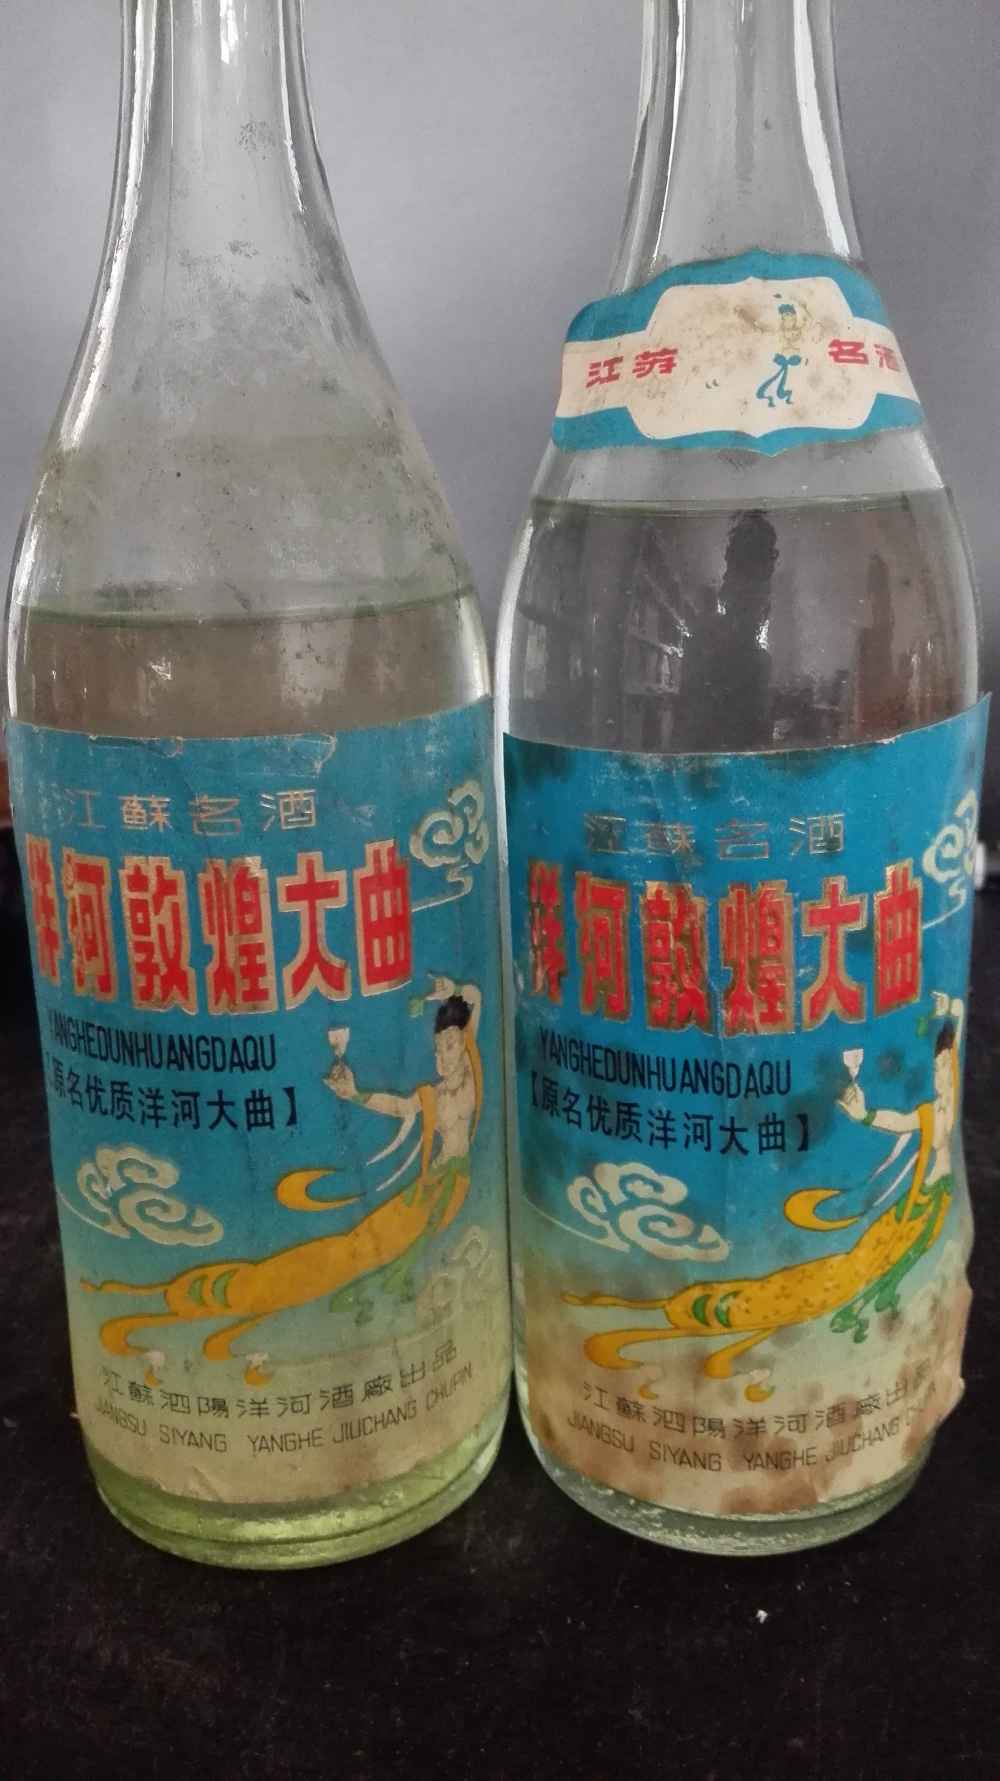 江蘇名酒
洋河敦煌大曲
YANGHEDUNHUANGDAQU
【原名优质洋河大曲】
江蘇泗陽洋河酒廠出品
JIANGSU SIYANG YANGHE JIUCHANG CHUPIN
江苏 名酒
江蘇名酒
洋河敦煌大曲
YANGHEDUNHUANGDAQU
【原名优质洋河大曲】
江蘇泗陽洋河酒廠出品
JIANGSU SIYANG YANGHE JIUCHANG